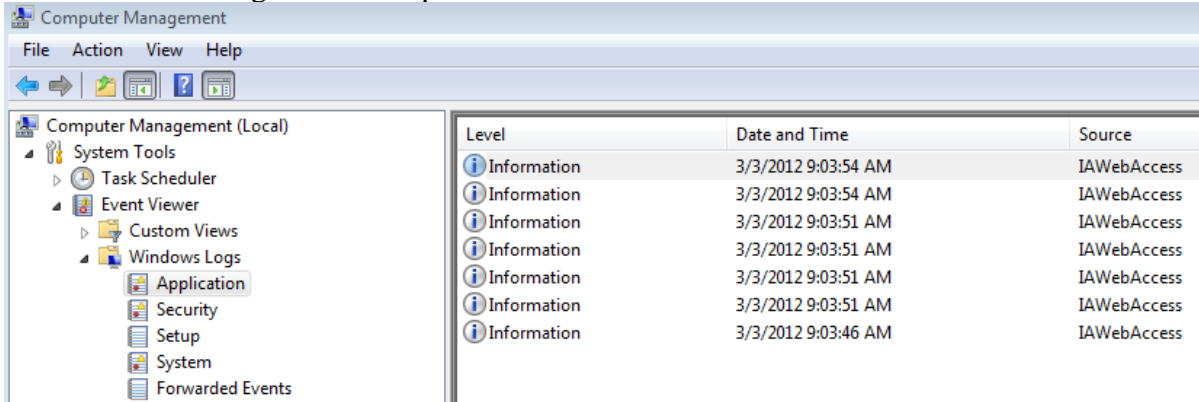 Computer Management
File Action View Help
Computer Management (Local)
System Tools
Task Scheduler
Event Viewer
Custom Views
Windows Logs
Application
Security
Setup
System
Forwarded Events
Level Date and Time Source
Information 3/3/2012 9:03:54 AM IAWebAccess
Information 3/3/2012 9:03:54 AM IAWebAccess
Information 3/3/2012 9:03:51 AM IAWebAccess
Information 3/3/2012 9:03:51 AM IAWebAccess
Information 3/3/2012 9:03:51 AM IAWebAccess
Information 3/3/2012 9:03:51 AM IAWebAccess
Information 3/3/2012 9:03:46 AM IAWebAccess